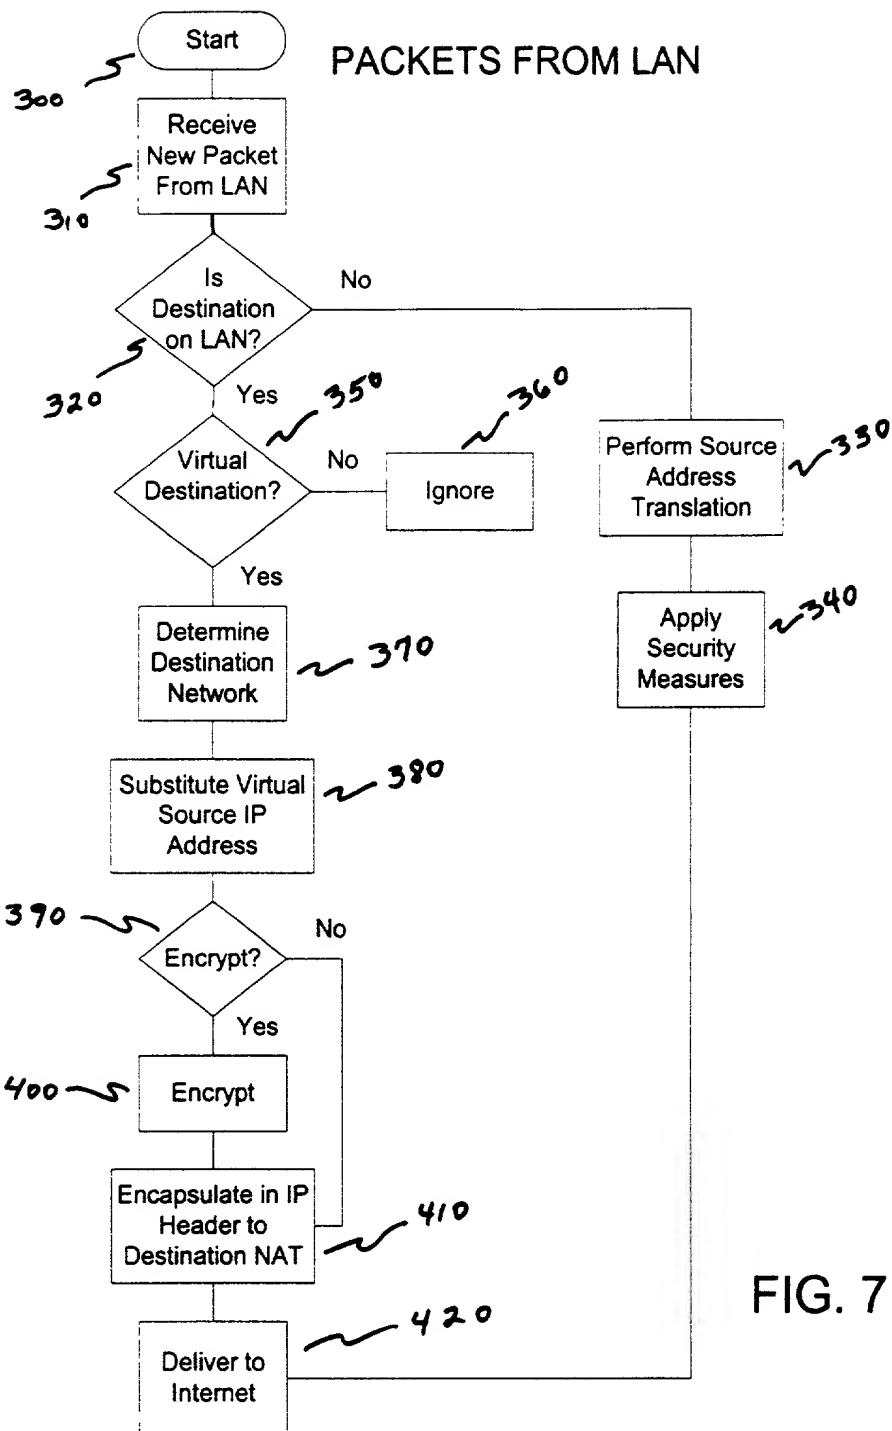 Start
PACKETS FROM LAN
300
Receive
New Packet
From LAN
310
Is
Destination
on LAN?
No
320
Yes
350
360
Virtual
Destination?
No
Ignore
Perform Source
Address
Translation
330
Yes
Determine
Destination
Network
370
Apply
Security
Measures
340
Substitute Virtual
Source IP
Address
380
390
No
Encrypt?
Yes
400
Encrypt
Encapsulate in IP
Header to
Destination NAT
410
FIG. 7
420
Deliver to
Internet